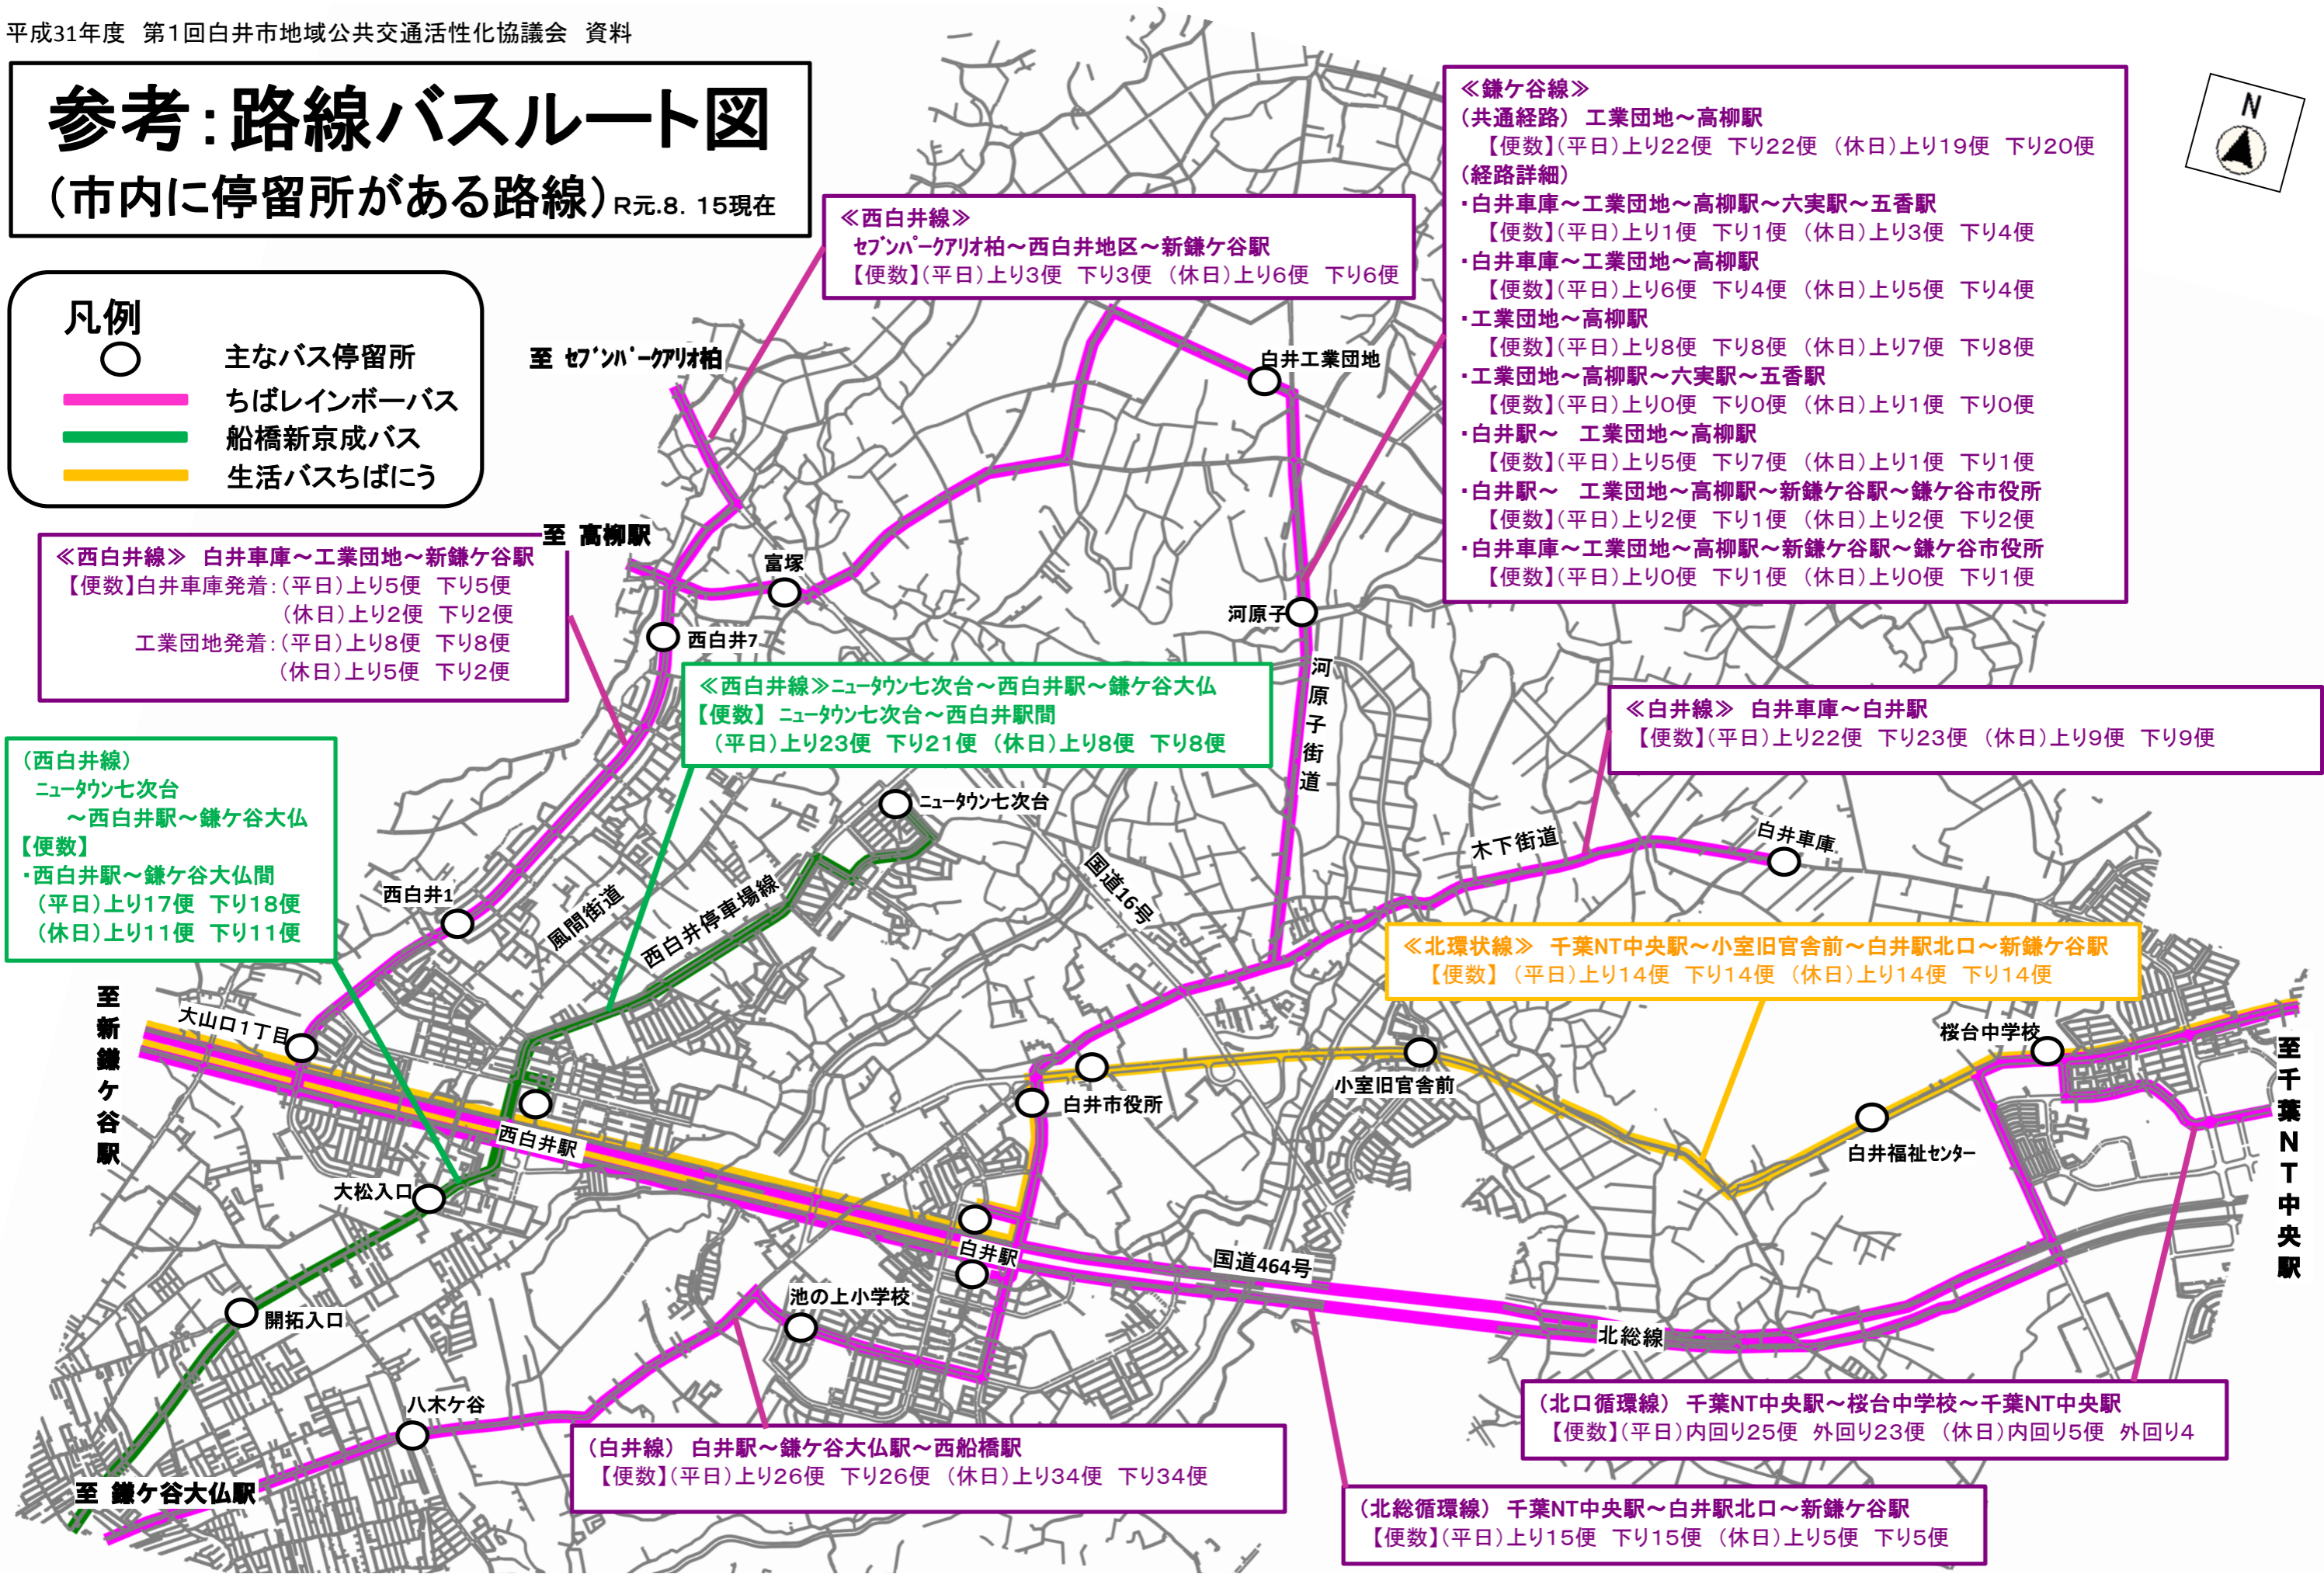 平成31年度 第1回白井市地域公共交通活性化協議会 資料
参考：路線バスルート図
（市内に停留所がある路線）R元.8．15現在
凡例
主なバス停留所
ちばレインボーバス
船橋新京成バス
生活バスちばにう
N
≪西白井線≫
セブンパークアリオ柏～西白井地区～新鎌ケ谷駅
【便数】（平日）上り3便 下り3便 （休日）上り6便 下り6便
≪鎌ケ谷線≫
（共通経路） 工業団地～高柳駅
【便数】（平日）上り22便 下り22便 （休日）上り19便 下り20便
（経路詳細）
・白井車庫～工業団地～高柳駅～六実駅～五香駅
【便数】（平日）上り1便 下り1便 （休日）上り3便 下り4便
・白井車庫～工業団地～高柳駅
【便数】（平日）上り6便 下り4便 （休日）上り5便 下り4便
・工業団地～高柳駅
【便数】（平日）上り8便 下り8便 （休日）上り7便 下り8便
・工業団地～高柳駅～六実駅～五香駅
【便数】（平日）上り0便 下り0便 （休日）上り1便 下り0便
・白井駅～ 工業団地～高柳駅
【便数】（平日）上り5便 下り7便 （休日）上り1便 下り1便
・白井駅～ 工業団地～高柳駅～新鎌ケ谷駅～鎌ケ谷市役所
【便数】（平日）上り2便 下り1便 （休日）上り2便 下り2便
・白井車庫～工業団地～高柳駅～新鎌ケ谷駅～鎌ケ谷市役所
【便数】（平日）上り0便 下り1便 （休日）上り0便 下り1便
至 セブンパークアリオ柏
白井工業団地
至 高柳駅
≪西白井線≫ 白井車庫～工業団地～新鎌ケ谷駅
【便数】白井車庫発着：（平日）上り5便 下り5便
（休日）上り2便 下り2便
工業団地発着：（平日）上り8便 下り8便
（休日）上り5便 下り2便
富塚
河原子
西白井7
河原子街道
≪西白井線≫ニュータウン七次台～西白井駅～鎌ケ谷大仏
【便数】 ニュータウン七次台～西白井駅間
（平日）上り23便 下り21便 （休日）上り8便 下り8便
≪白井線≫ 白井車庫～白井駅
【便数】（平日）上り22便 下り23便 （休日）上り9便 下り9便
（西白井線）
ニュータウン七次台
～西白井駅～鎌ケ谷大仏
【便数】
・西白井駅～鎌ケ谷大仏間
（平日）上り17便 下り18便
（休日）上り11便 下り11便
ニュータウン七次台
木下街道
白井車庫
国道16号
西白井1
風間街道
西白井停車場線
≪北環状線≫ 千葉NT中央駅～小室旧官舎前～白井駅北口～新鎌ケ谷駅
【便数】 （平日）上り14便 下り14便 （休日）上り14便 下り14便
至新鎌ケ谷駅
大山口1丁目
桜台中学校
至千葉NT中央駅
小室旧官舎前
白井市役所
西白井駅
白井福祉センター
大松入口
白井駅
国道464号
池の上小学校
開拓入口
北総線
八木ケ谷
（北口循環線） 千葉NT中央駅～桜台中学校～千葉NT中央駅
【便数】（平日）内回り25便 外回り23便 （休日）内回り5便 外回り4
（白井線） 白井駅～鎌ケ谷大仏駅～西船橋駅
【便数】（平日）上り26便 下り26便 （休日）上り34便 下り34便
至 鎌ケ谷大仏駅
（北総循環線） 千葉NT中央駅～白井駅北口～新鎌ケ谷駅
【便数】（平日）上り15便 下り15便 （休日）上り5便 下り5便